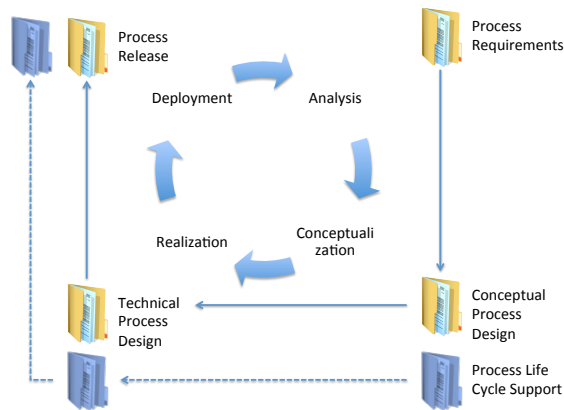 Process
Release
Process
Requirements
Deployment
Analysis
Realization
Conceptuali
zation
Technical
Process
Design
Conceptual
Process
Design
Process Life
Cycle Support